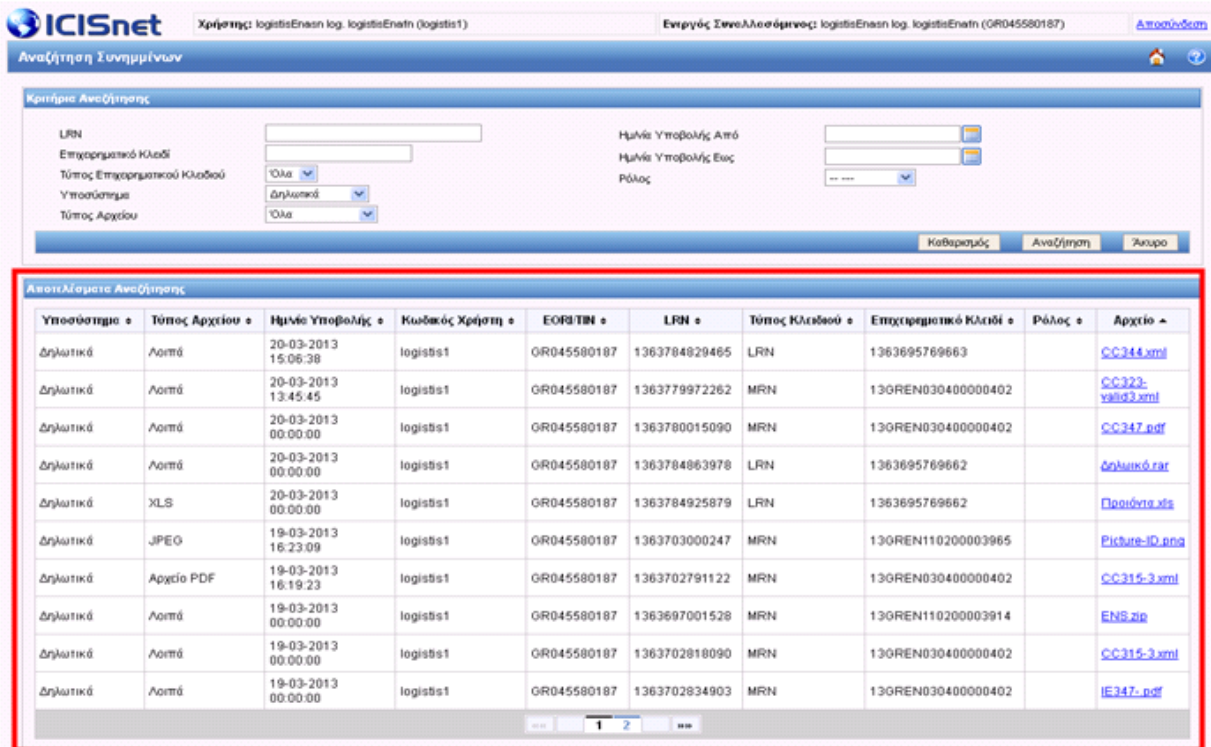 ICISnet Χρήστης: logistisEnasn log. logistisEnatn (logistis1) Ενεργός Συναλλασόμενος: logistisEnasn log. logistisEnatn (GR045580187) Αποσύνδεση
Αναζήτηση Συνημμένων
Κριτήρια Αναζήτησης
LRN Ημ/νία Υποβολής Από
Επιχειρηματικό Κλειδί Ημ/νία Υποβολής Εως
Τύπος Επιχειρηματικού Κλειδιού Όλα Ρόλος -- ---
Υποσύστημα Δηλωτικά
Τύπος Αρχείου Όλα
Καθαρισμός Αναζήτηση Άκυρο
Αποτελέσματα Αναζήτησης
Υποσύστημα Τύπος Αρχείου Ημ/νία Υποβολής Κωδικός Χρήστη EORI/TIN LRN Τύπος Κλειδιού Επιχειρηματικό Κλειδί Ρόλος Αρχείο
Δηλωτικά Λοιπά 20-03-2013 15:06:38 logistis1 GR045580187 1363784829465 LRN 1363695769663 CC344.xml
Δηλωτικά Λοιπά 20-03-2013 13:45:45 logistis1 GR045580187 1363779972262 MRN 13GREN030400000402 CC323-valid3.xml
Δηλωτικά Λοιπά 20-03-2013 00:00:00 logistis1 GR045580187 1363780015090 MRN 13GREN030400000402 CC347.pdf
Δηλωτικά Λοιπά 20-03-2013 00:00:00 logistis1 GR045580187 1363784863978 LRN 1363695769662 Δηλωικό.rar
Δηλωτικά XLS 20-03-2013 00:00:00 logistis1 GR045580187 1363784925879 LRN 1363695769662 Προιόντα.xls
Δηλωτικά JPEG 19-03-2013 16:23:09 logistis1 GR045580187 1363703000247 MRN 13GREN110200003965 Picture-ID.png
Δηλωτικά Αρχείο PDF 19-03-2013 16:19:23 logistis1 GR045580187 1363702791122 MRN 13GREN030400000402 CC315-3.xml
Δηλωτικά Λοιπά 19-03-2013 00:00:00 logistis1 GR045580187 1363697001528 MRN 13GREN110200003914 ENS.zip
Δηλωτικά Λοιπά 19-03-2013 00:00:00 logistis1 GR045580187 1363702818090 MRN 13GREN030400000402 CC315-3.xml
Δηλωτικά Λοιπά 19-03-2013 00:00:00 logistis1 GR045580187 1363702834903 MRN 13GREN030400000402 IE347-.pdf
«« 1 2 »»